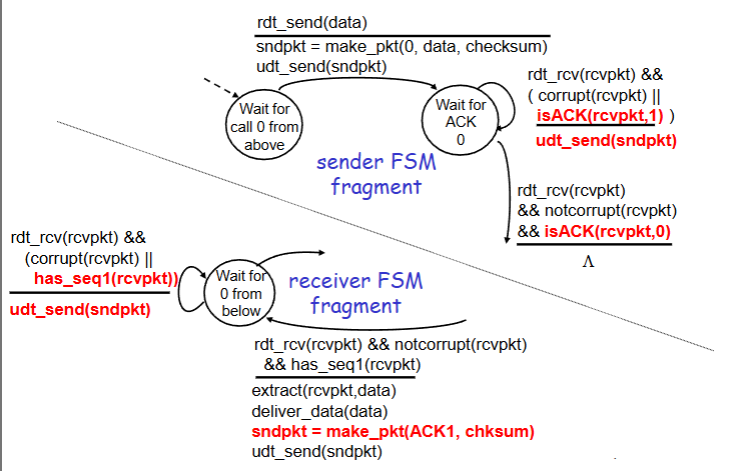 rdt_send(data)
sndpkt = make_pkt(0, data, checksum)
udt_send(sndpkt)
Wait for
call 0 from
above
Wait for
ACK
0
rdt_rcv(rcvpkt) &&
( corrupt(rcvpkt) ||
isACK(rcvpkt,1) )
udt_send(sndpkt)
sender FSM
fragment
rdt_rcv(rcvpkt)
&& notcorrupt(rcvpkt)
&& isACK(rcvpkt,0)
Λ
rdt_rcv(rcvpkt) &&
(corrupt(rcvpkt) ||
has_seq1(rcvpkt))
udt_send(sndpkt)
Wait for
0 from
below
receiver FSM
fragment
rdt_rcv(rcvpkt) && notcorrupt(rcvpkt)
&& has_seq1(rcvpkt)
extract(rcvpkt,data)
deliver_data(data)
sndpkt = make_pkt(ACK1, chksum)
udt_send(sndpkt)